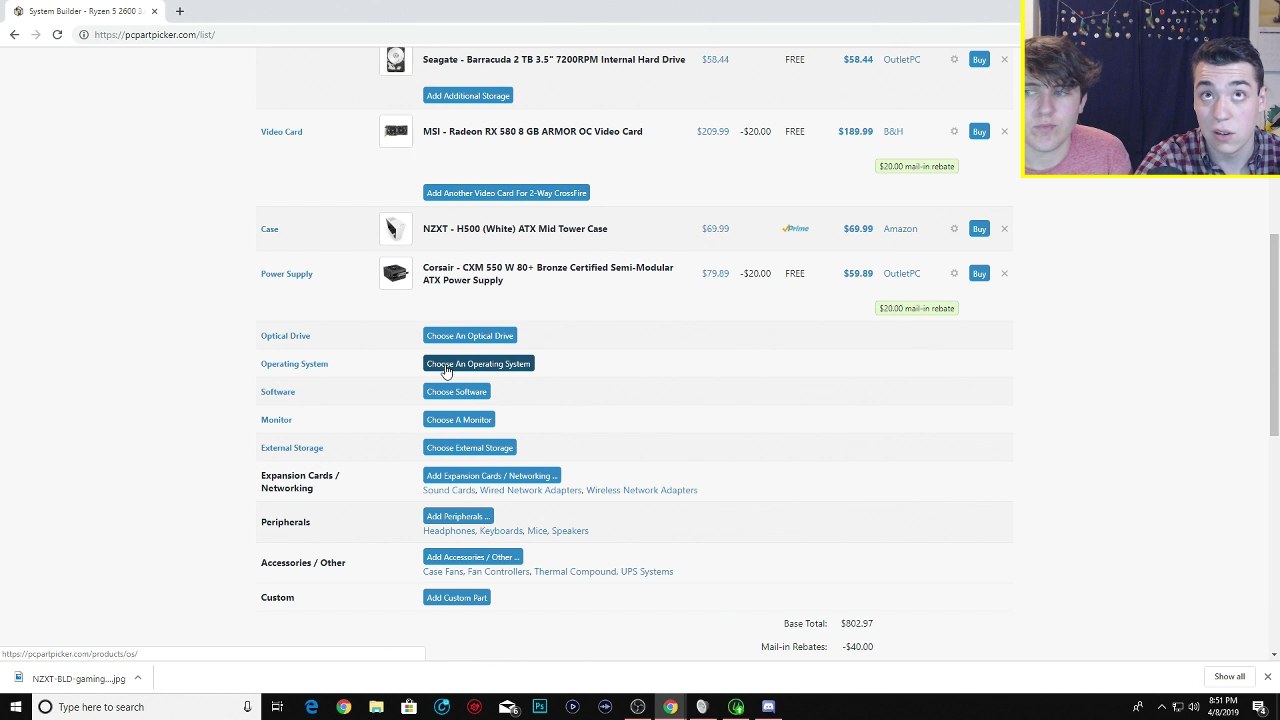 System Builder - Ryzen 5 2600 3.
https://pcpartpicker.com/list/
Seagate - Barracuda 2 TB 3.5" 7200RPM Internal Hard Drive $58.44 FREE $58.44 OutletPC Buy
Add Additional Storage
Video Card MSI - Radeon RX 580 8 GB ARMOR OC Video Card $209.99 -$20.00 FREE $189.99 B&H Buy
$20.00 mail-in rebate
Add Another Video Card For 2-Way CrossFire
Case NZXT - H500 (White) ATX Mid Tower Case $69.99 Prime $69.99 Amazon Buy
Power Supply Corsair - CXM 550 W 80+ Bronze Certified Semi-Modular ATX Power Supply $79.89 -$20.00 FREE $59.89 OutletPC Buy
$20.00 mail-in rebate
Optical Drive Choose An Optical Drive
Operating System Choose An Operating System
Software Choose Software
Monitor Choose A Monitor
External Storage Choose External Storage
Expansion Cards / Networking Add Expansion Cards / Networking ...
Sound Cards, Wired Network Adapters, Wireless Network Adapters
Peripherals Add Peripherals ...
Headphones, Keyboards, Mice, Speakers
Accessories / Other Add Accessories / Other ...
Case Fans, Fan Controllers, Thermal Compound, UPS Systems
Custom Add Custom Part
Base Total: $802.97
Mail-in Rebates: -$40.00
https://pcpartpicker.com/products/os/
NZXT-BLD-gaming....jpg Show all
Type here to search Ps 6 8:51 PM
4/8/2019